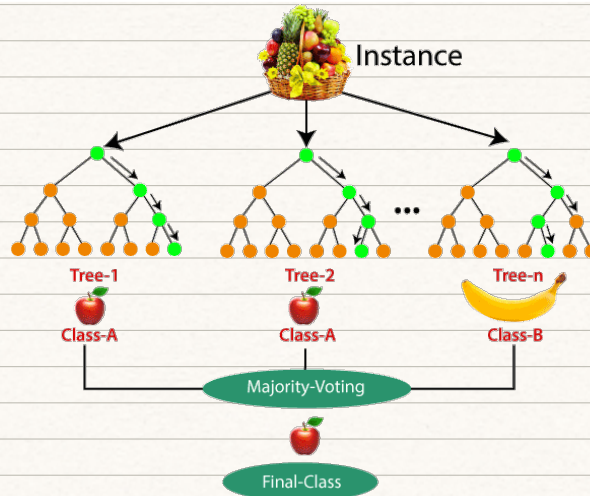 Instance
...
Tree-1
Tree-2
Tree-n
Class-A
Class-A
Class-B
Majority-Voting
Final-Class